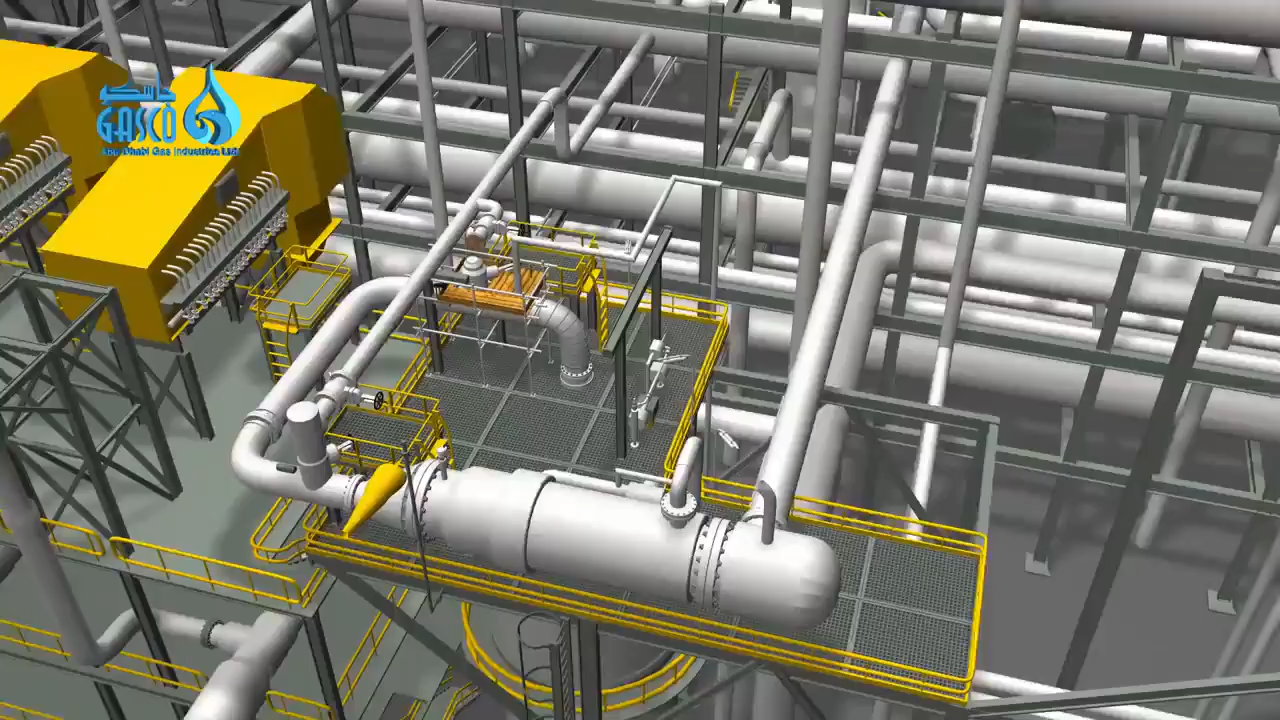 جاسكو
GASCO
Abu Dhabi Gas Industries Ltd.